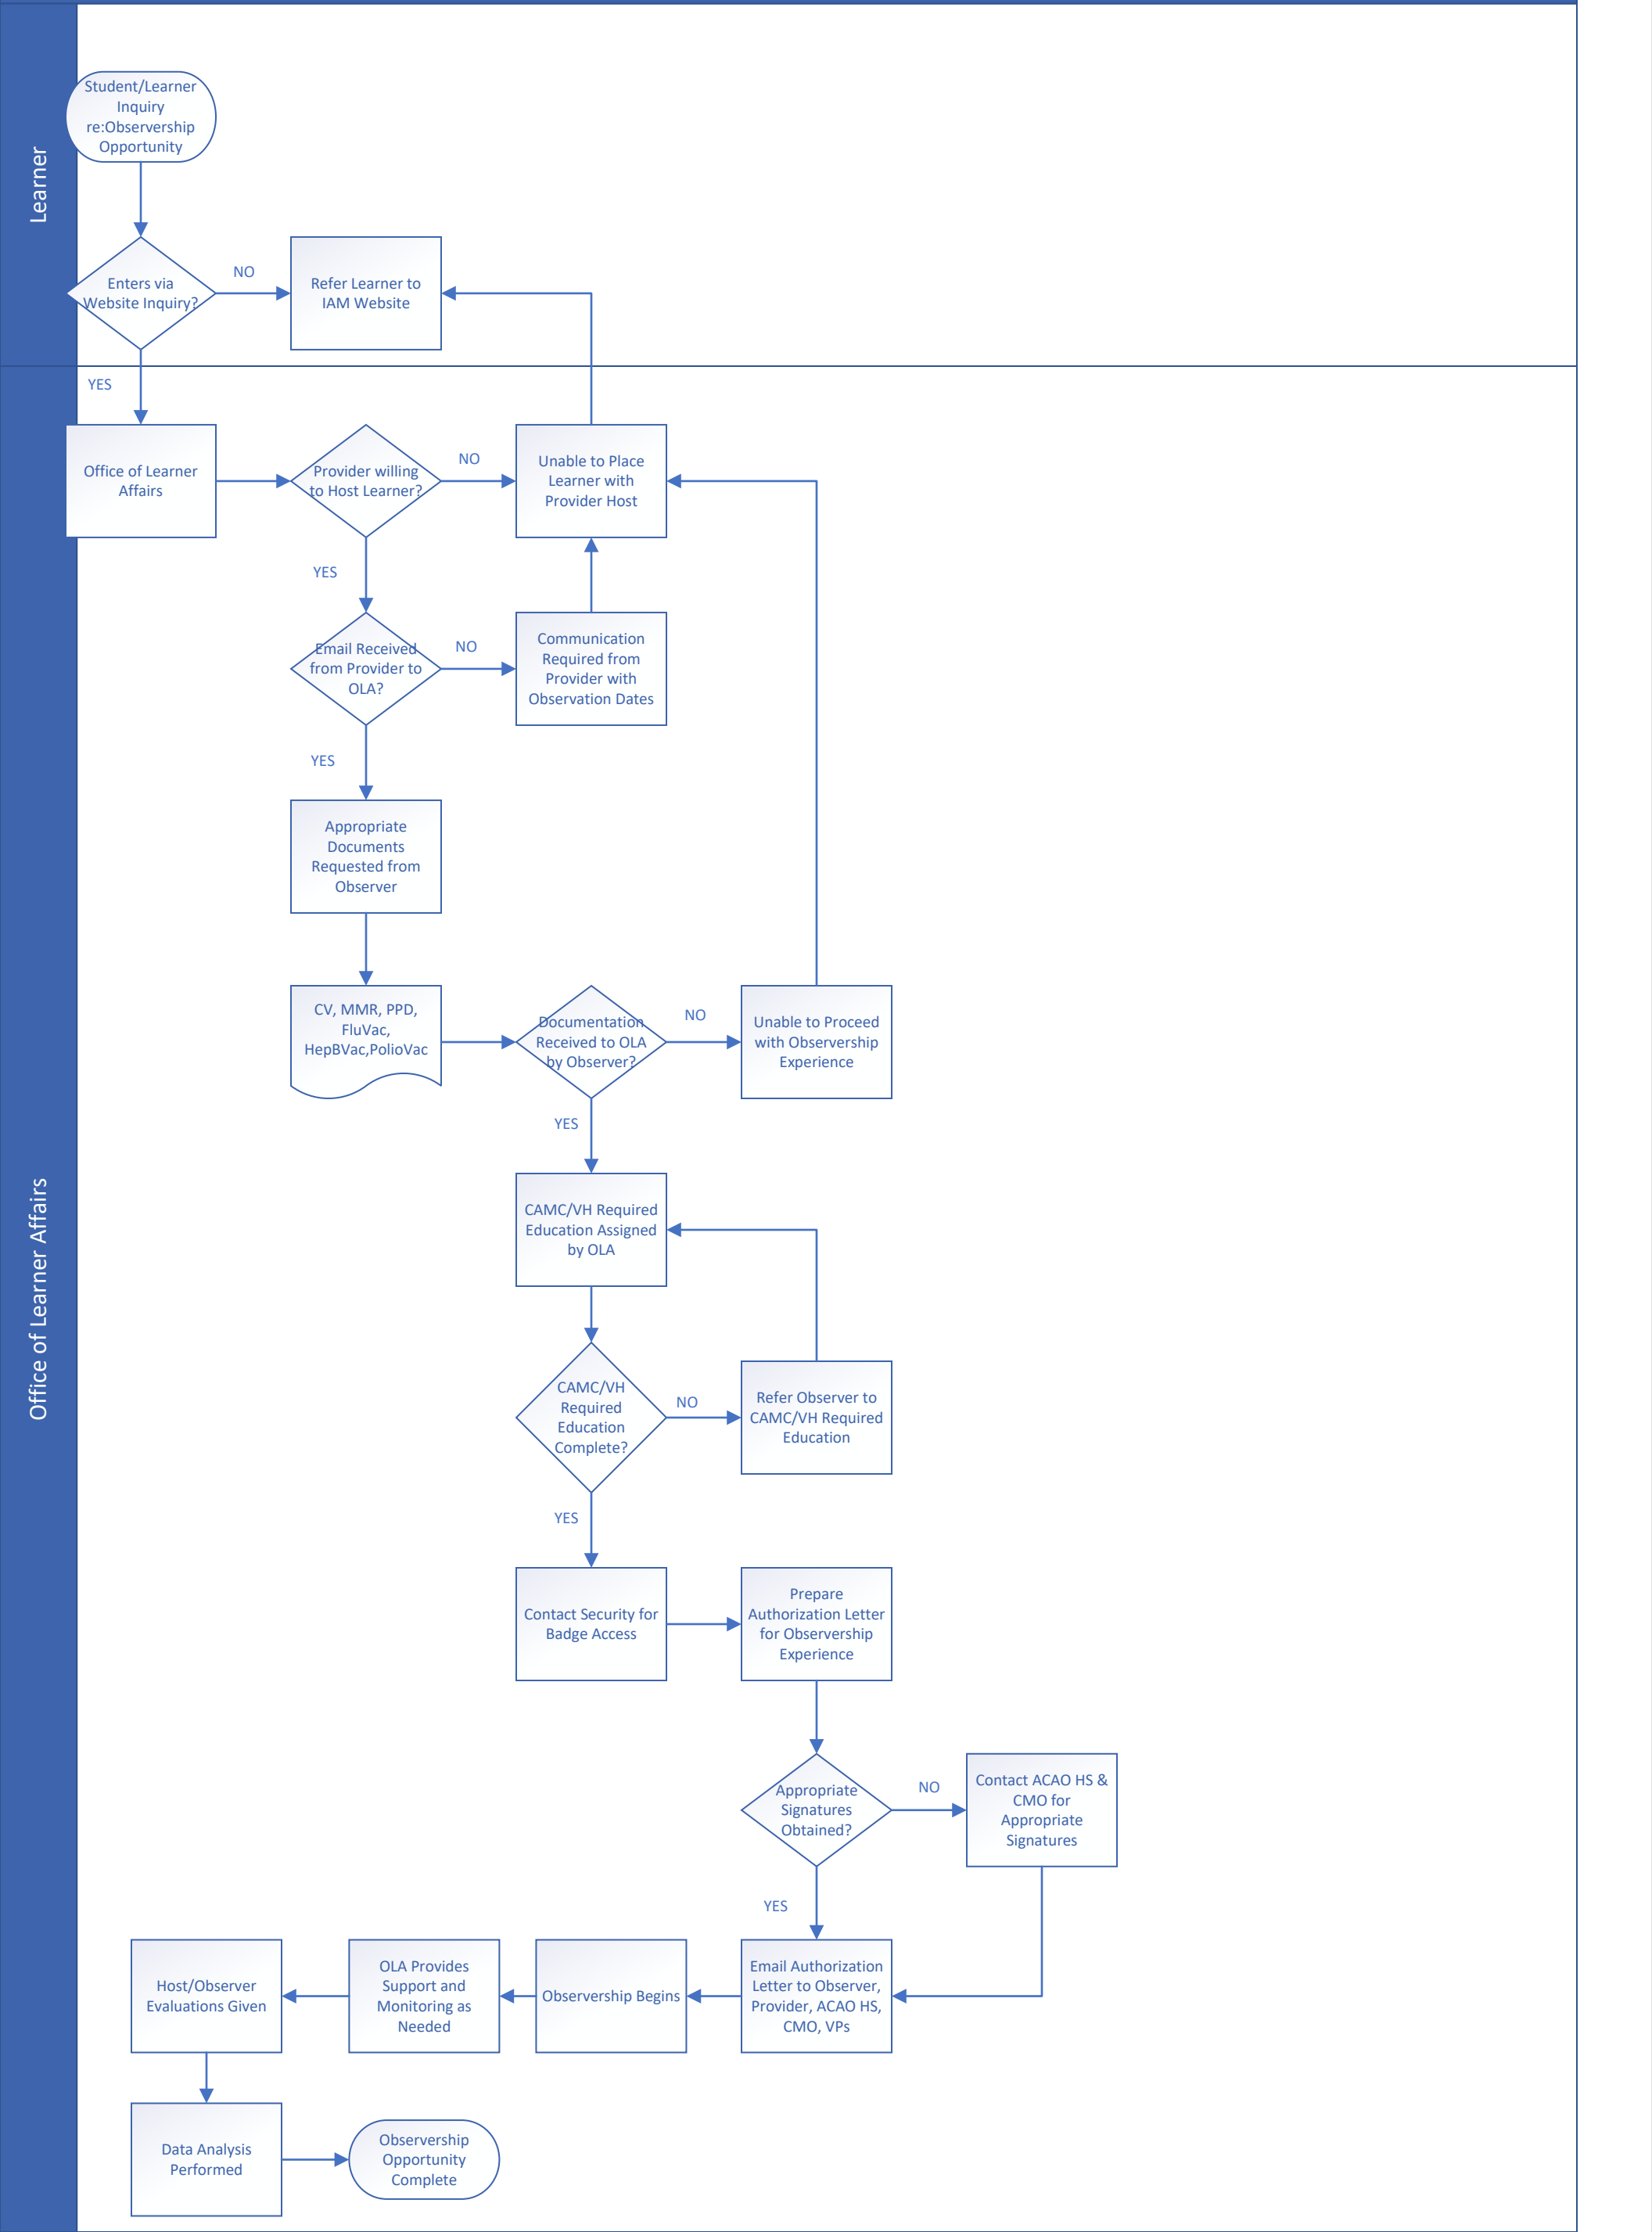 Learner
Student/Learner
Inquiry
re:Observership
Opportunity
Enters via
Website Inquiry?
NO
Refer Learner to
IAM Website
YES
Office of Learner Affairs
Office of Learner
Affairs
Provider willing
to Host Learner?
NO
Unable to Place
Learner with
Provider Host
YES
Email Received
from Provider to
OLA?
NO
Communication
Required from
Provider with
Observation Dates
YES
Appropriate
Documents
Requested from
Observer
CV, MMR, PPD,
FluVac,
HepBVac,PolioVac
Documentation
Received to OLA
by Observer?
NO
Unable to Proceed
with Observership
Experience
YES
CAMC/VH Required
Education Assigned
by OLA
CAMC/VH
Required
Education
Complete?
NO
Refer Observer to
CAMC/VH Required
Education
YES
Contact Security for
Badge Access
Prepare
Authorization Letter
for Observership
Experience
Appropriate
Signatures
Obtained?
NO
Contact ACAO HS &
CMO for
Appropriate
Signatures
YES
Email Authorization
Letter to Observer,
Provider, ACAO HS,
CMO, VPs
Observership Begins
OLA Provides
Support and
Monitoring as
Needed
Host/Observer
Evaluations Given
Data Analysis
Performed
Observership
Opportunity
Complete